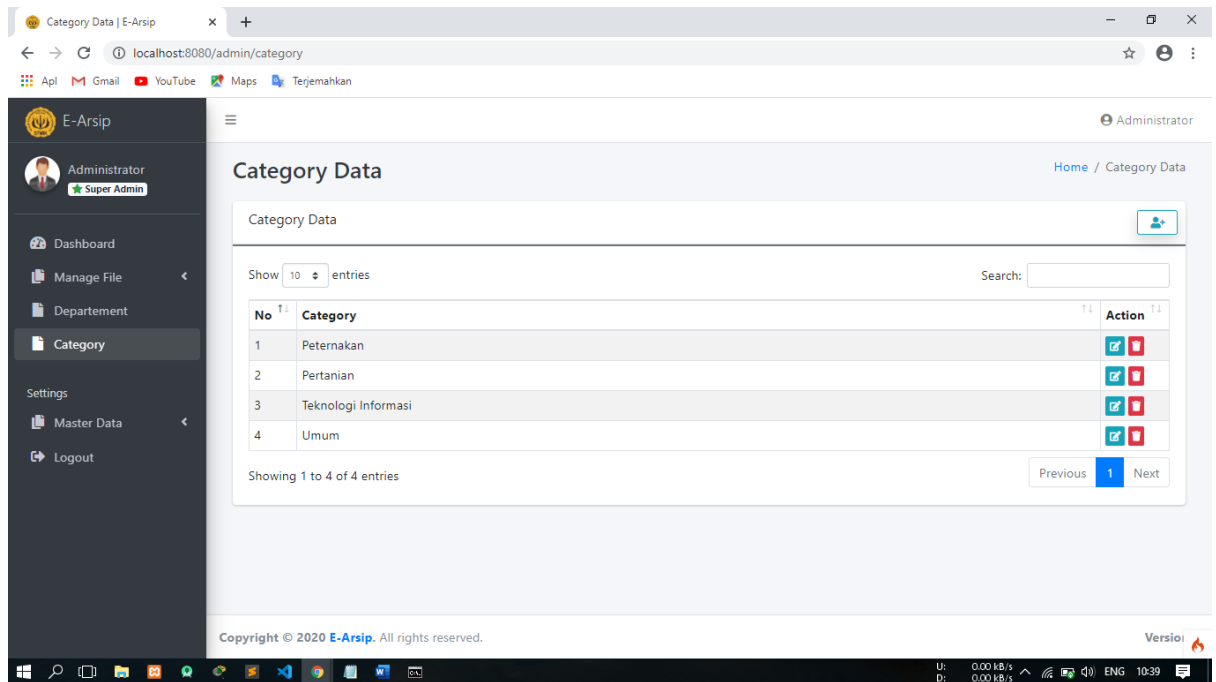 Category Data | E-Arsip
localhost:8080/admin/category
Apl Gmail YouTube Maps Terjemahkan
E-Arsip
Administrator
Administrator
Super Admin
Category Data
Home / Category Data
Category Data
Dashboard
Manage File
Departement
Category
Settings
Master Data
Logout
Show 10 entries
Search:
No Category Action
1 Peternakan
2 Pertanian
3 Teknologi Informasi
4 Umum
Showing 1 to 4 of 4 entries
Previous 1 Next
Copyright © 2020 E-Arsip. All rights reserved.
U: 0.00 kB/s
D: 0.00 kB/s
ENG 10:39